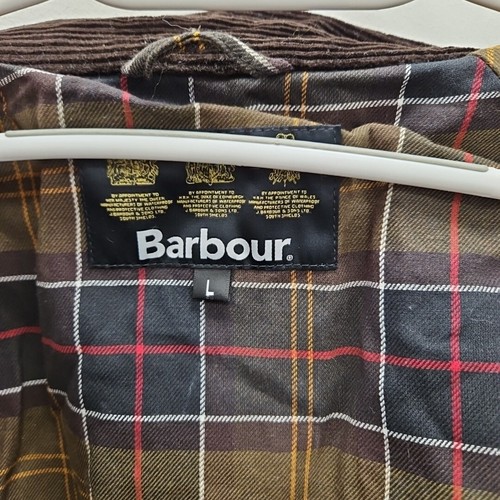 BY APPOINTMENT TO
HER MAJESTY THE QUEEN
MANUFACTURERS OF WATERPROOF
AND PROTECTIVE CLOTHING
J. BARBOUR & SONS LTD.
SOUTH SHIELDS
BY APPOINTMENT TO
H.R.H. THE DUKE OF EDINBURGH
MANUFACTURERS OF WATERPROOF
AND PROTECTIVE CLOTHING
J. BARBOUR & SONS LTD.
SOUTH SHIELDS
BY APPOINTMENT TO
H.R.H. THE PRINCE OF WALES
MANUFACTURERS OF WATERPROOF
AND PROTECTIVE CLOTHING
J. BARBOUR & SONS LTD.
SOUTH SHIELDS
Barbour®
L